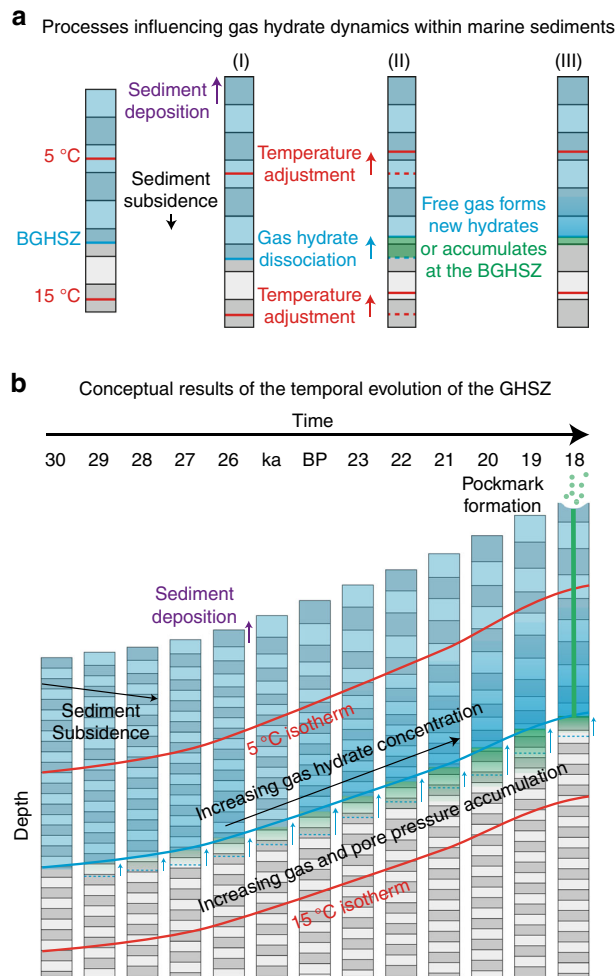 a Processes influencing gas hydrate dynamics within marine sediments
(I) (II) (III)
Sediment
deposition
5 °C
Sediment
subsidence
BGHSZ
15 °C
Temperature
adjustment
Gas hydrate
dissociation
Temperature
adjustment
Free gas forms
new hydrates
or accumulates
at the BGHSZ
b Conceptual results of the temporal evolution of the GHSZ
Time
30 29 28 27 26 ka BP 23 22 21 20 19 18
Pockmark
formation
Sediment
deposition
Sediment
Subsidence
5 °C isotherm
Increasing gas hydrate concentration
Increasing gas and pore pressure accumulation
15 °C isotherm
Depth